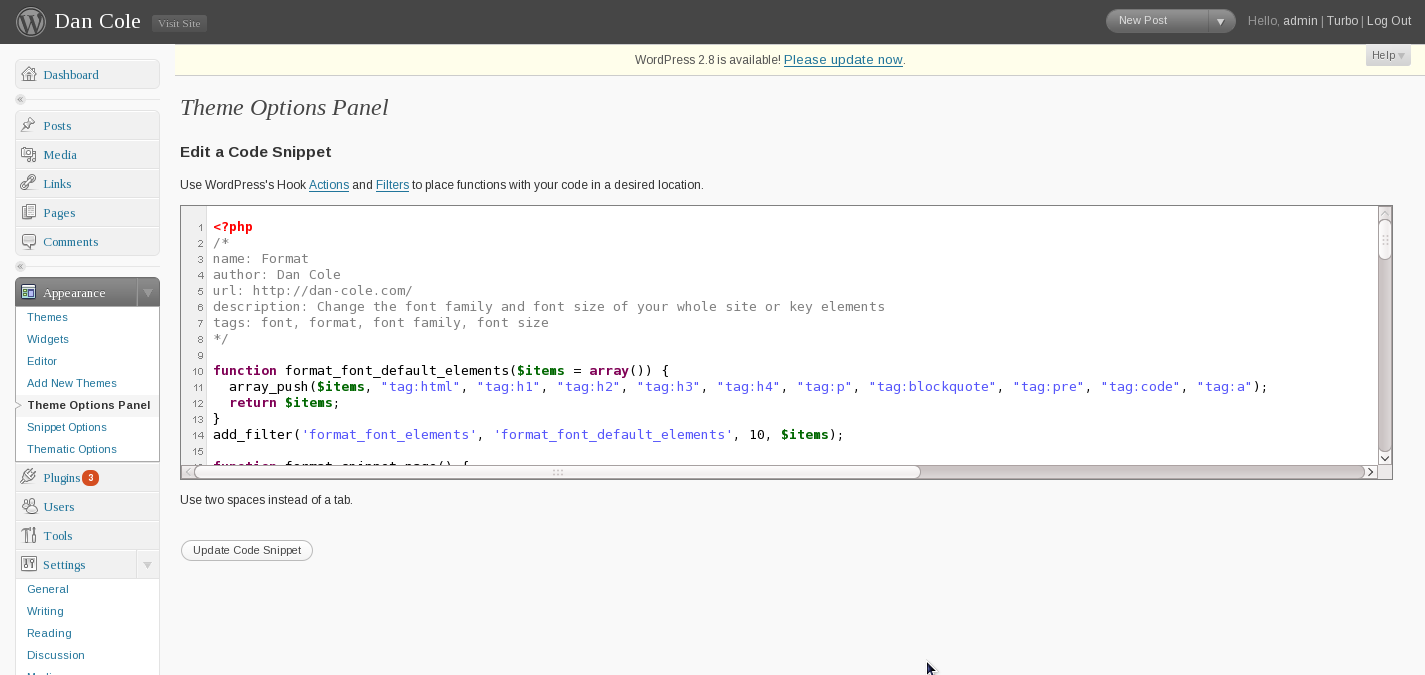 Dan Cole Visit Site
New Post
Hello, admin | Turbo | Log Out
WordPress 2.8 is available! Please update now.
Help
Dashboard
Posts
Media
Links
Pages
Comments
Appearance
Themes
Widgets
Editor
Add New Themes
Theme Options Panel
Snippet Options
Thematic Options
Plugins 3
Users
Tools
Settings
General
Writing
Reading
Discussion
Theme Options Panel
Edit a Code Snippet
Use WordPress's Hook Actions and Filters to place functions with your code in a desired location.
1 <?php
2 /*
3 name: Format
4 author: Dan Cole
5 url: http://dan-cole.com/
6 description: Change the font family and font size of your whole site or key elements
7 tags: font, format, font family, font size
8 */
9
10 function format_font_default_elements($items = array()) {
11   array_push($items, "tag:html", "tag:h1", "tag:h2", "tag:h3", "tag:h4", "tag:p", "tag:blockquote", "tag:pre", "tag:code", "tag:a");
12   return $items;
13 }
14 add_filter('format_font_elements', 'format_font_default_elements', 10, $items);
15
function format_snippet_page() {
Use two spaces instead of a tab.
Update Code Snippet